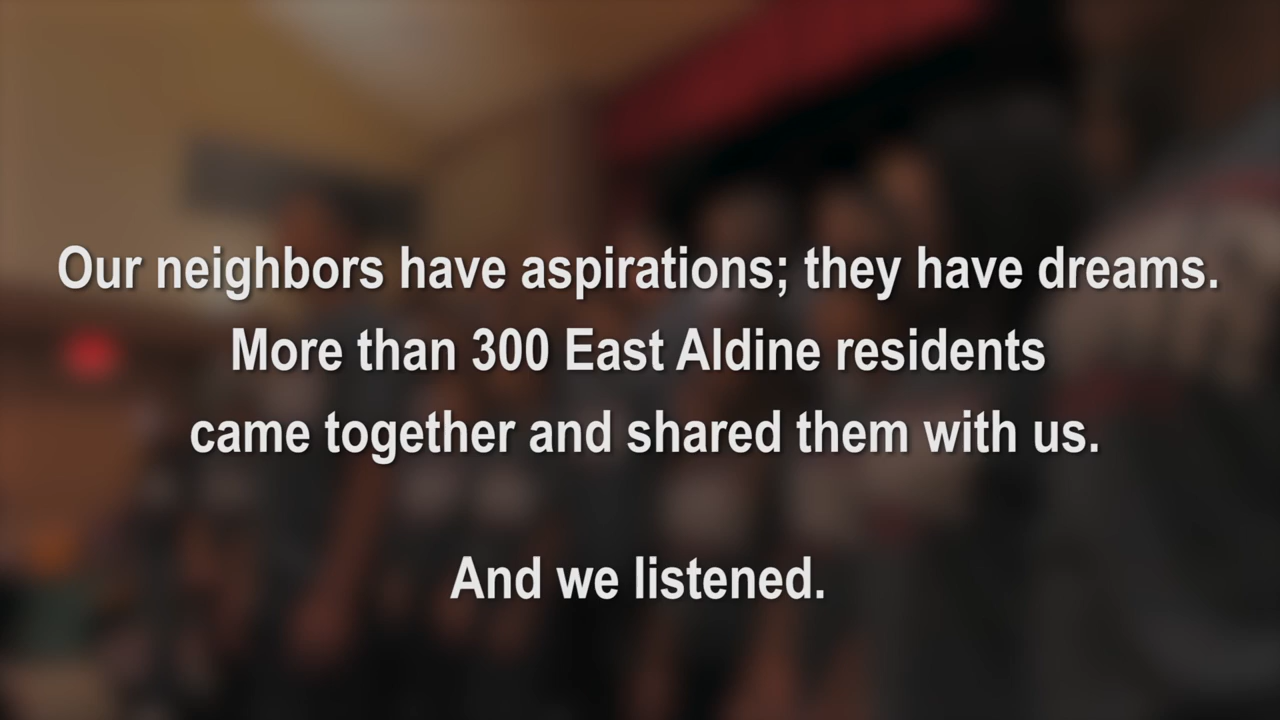 Our neighbors have aspirations; they have dreams.
More than 300 East Aldine residents
came together and shared them with us.
And we listened.